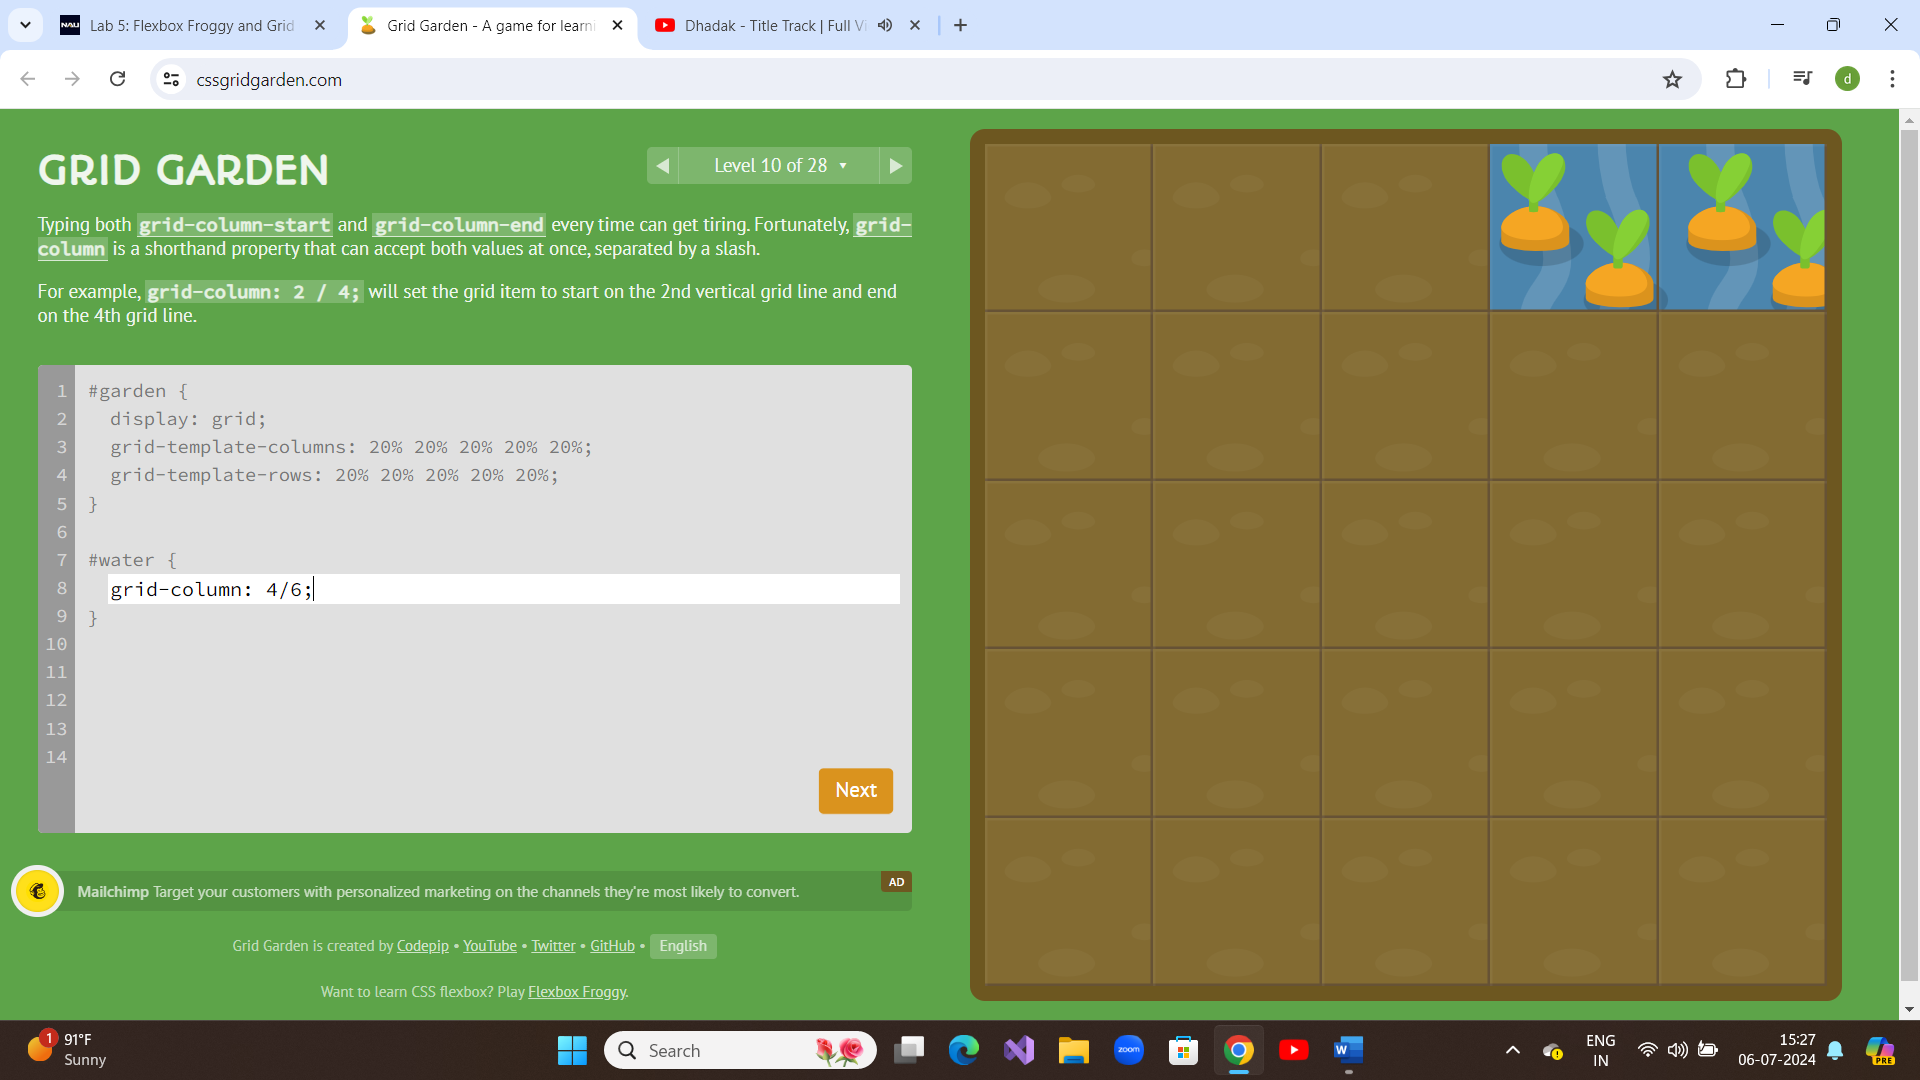 Lab 5: Flexbox Froggy and Grid
Grid Garden - A game for learni
Dhadak - Title Track | Full Vi
cssgridgarden.com
d
GRID GARDEN
Level 10 of 28
Typing both grid-column-start and grid-column-end every time can get tiring. Fortunately, grid-
column is a shorthand property that can accept both values at once, separated by a slash.
For example, grid-column: 2 / 4; will set the grid item to start on the 2nd vertical grid line and end
on the 4th grid line.
1 #garden {
2 display: grid;
3 grid-template-columns: 20% 20% 20% 20% 20%;
4 grid-template-rows: 20% 20% 20% 20% 20%;
5 }
6
7 #water {
8 grid-column: 4/6;
9 }
10
11
12
13
14
Next
Mailchimp Target your customers with personalized marketing on the channels they're most likely to convert.
AD
Grid Garden is created by Codepip • YouTube • Twitter • GitHub • English
Want to learn CSS flexbox? Play Flexbox Froggy.
1
91°F
Sunny
Search
zoom
W
ENG
IN
15:27
06-07-2024
PRE